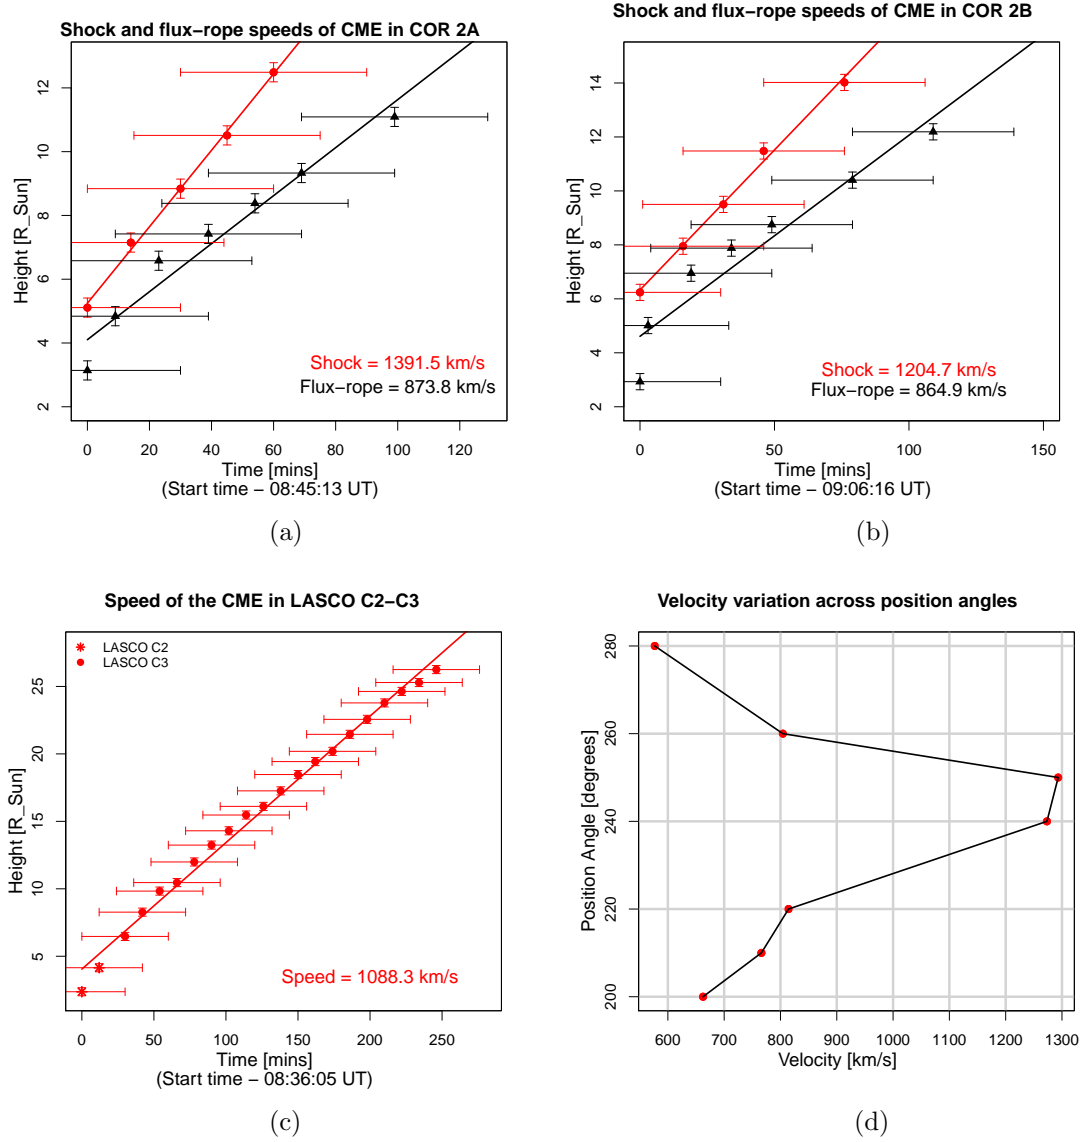 Shock and flux−rope speeds of CME in COR 2A
Height [R_Sun]
12
10
8
6
4
2
Shock = 1391.5 km/s
Flux−rope = 873.8 km/s
0 20 40 60 80 100 120
Time [mins]
(Start time − 08:45:13 UT)
(a)
Shock and flux−rope speeds of CME in COR 2B
Height [R_Sun]
14
12
10
8
6
4
2
Shock = 1204.7 km/s
Flux−rope = 864.9 km/s
0 50 100 150
Time [mins]
(Start time − 09:06:16 UT)
(b)
Speed of the CME in LASCO C2−C3
LASCO C2
LASCO C3
Height [R_Sun]
25
20
15
10
5
Speed = 1088.3 km/s
0 50 100 150 200 250
Time [mins]
(Start time − 08:36:05 UT)
(c)
Velocity variation across position angles
Position Angle [degrees]
280
260
240
220
200
600 700 800 900 1000 1100 1200 1300
Velocity [km/s]
(d)